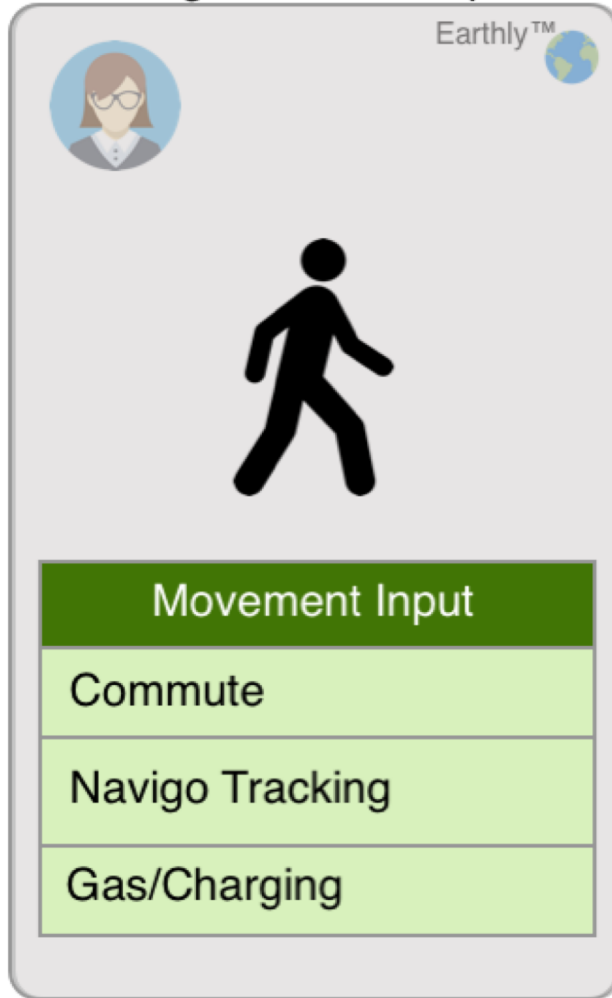 Earthly™
Movement Input
Commute
Navigo Tracking
Gas/Charging